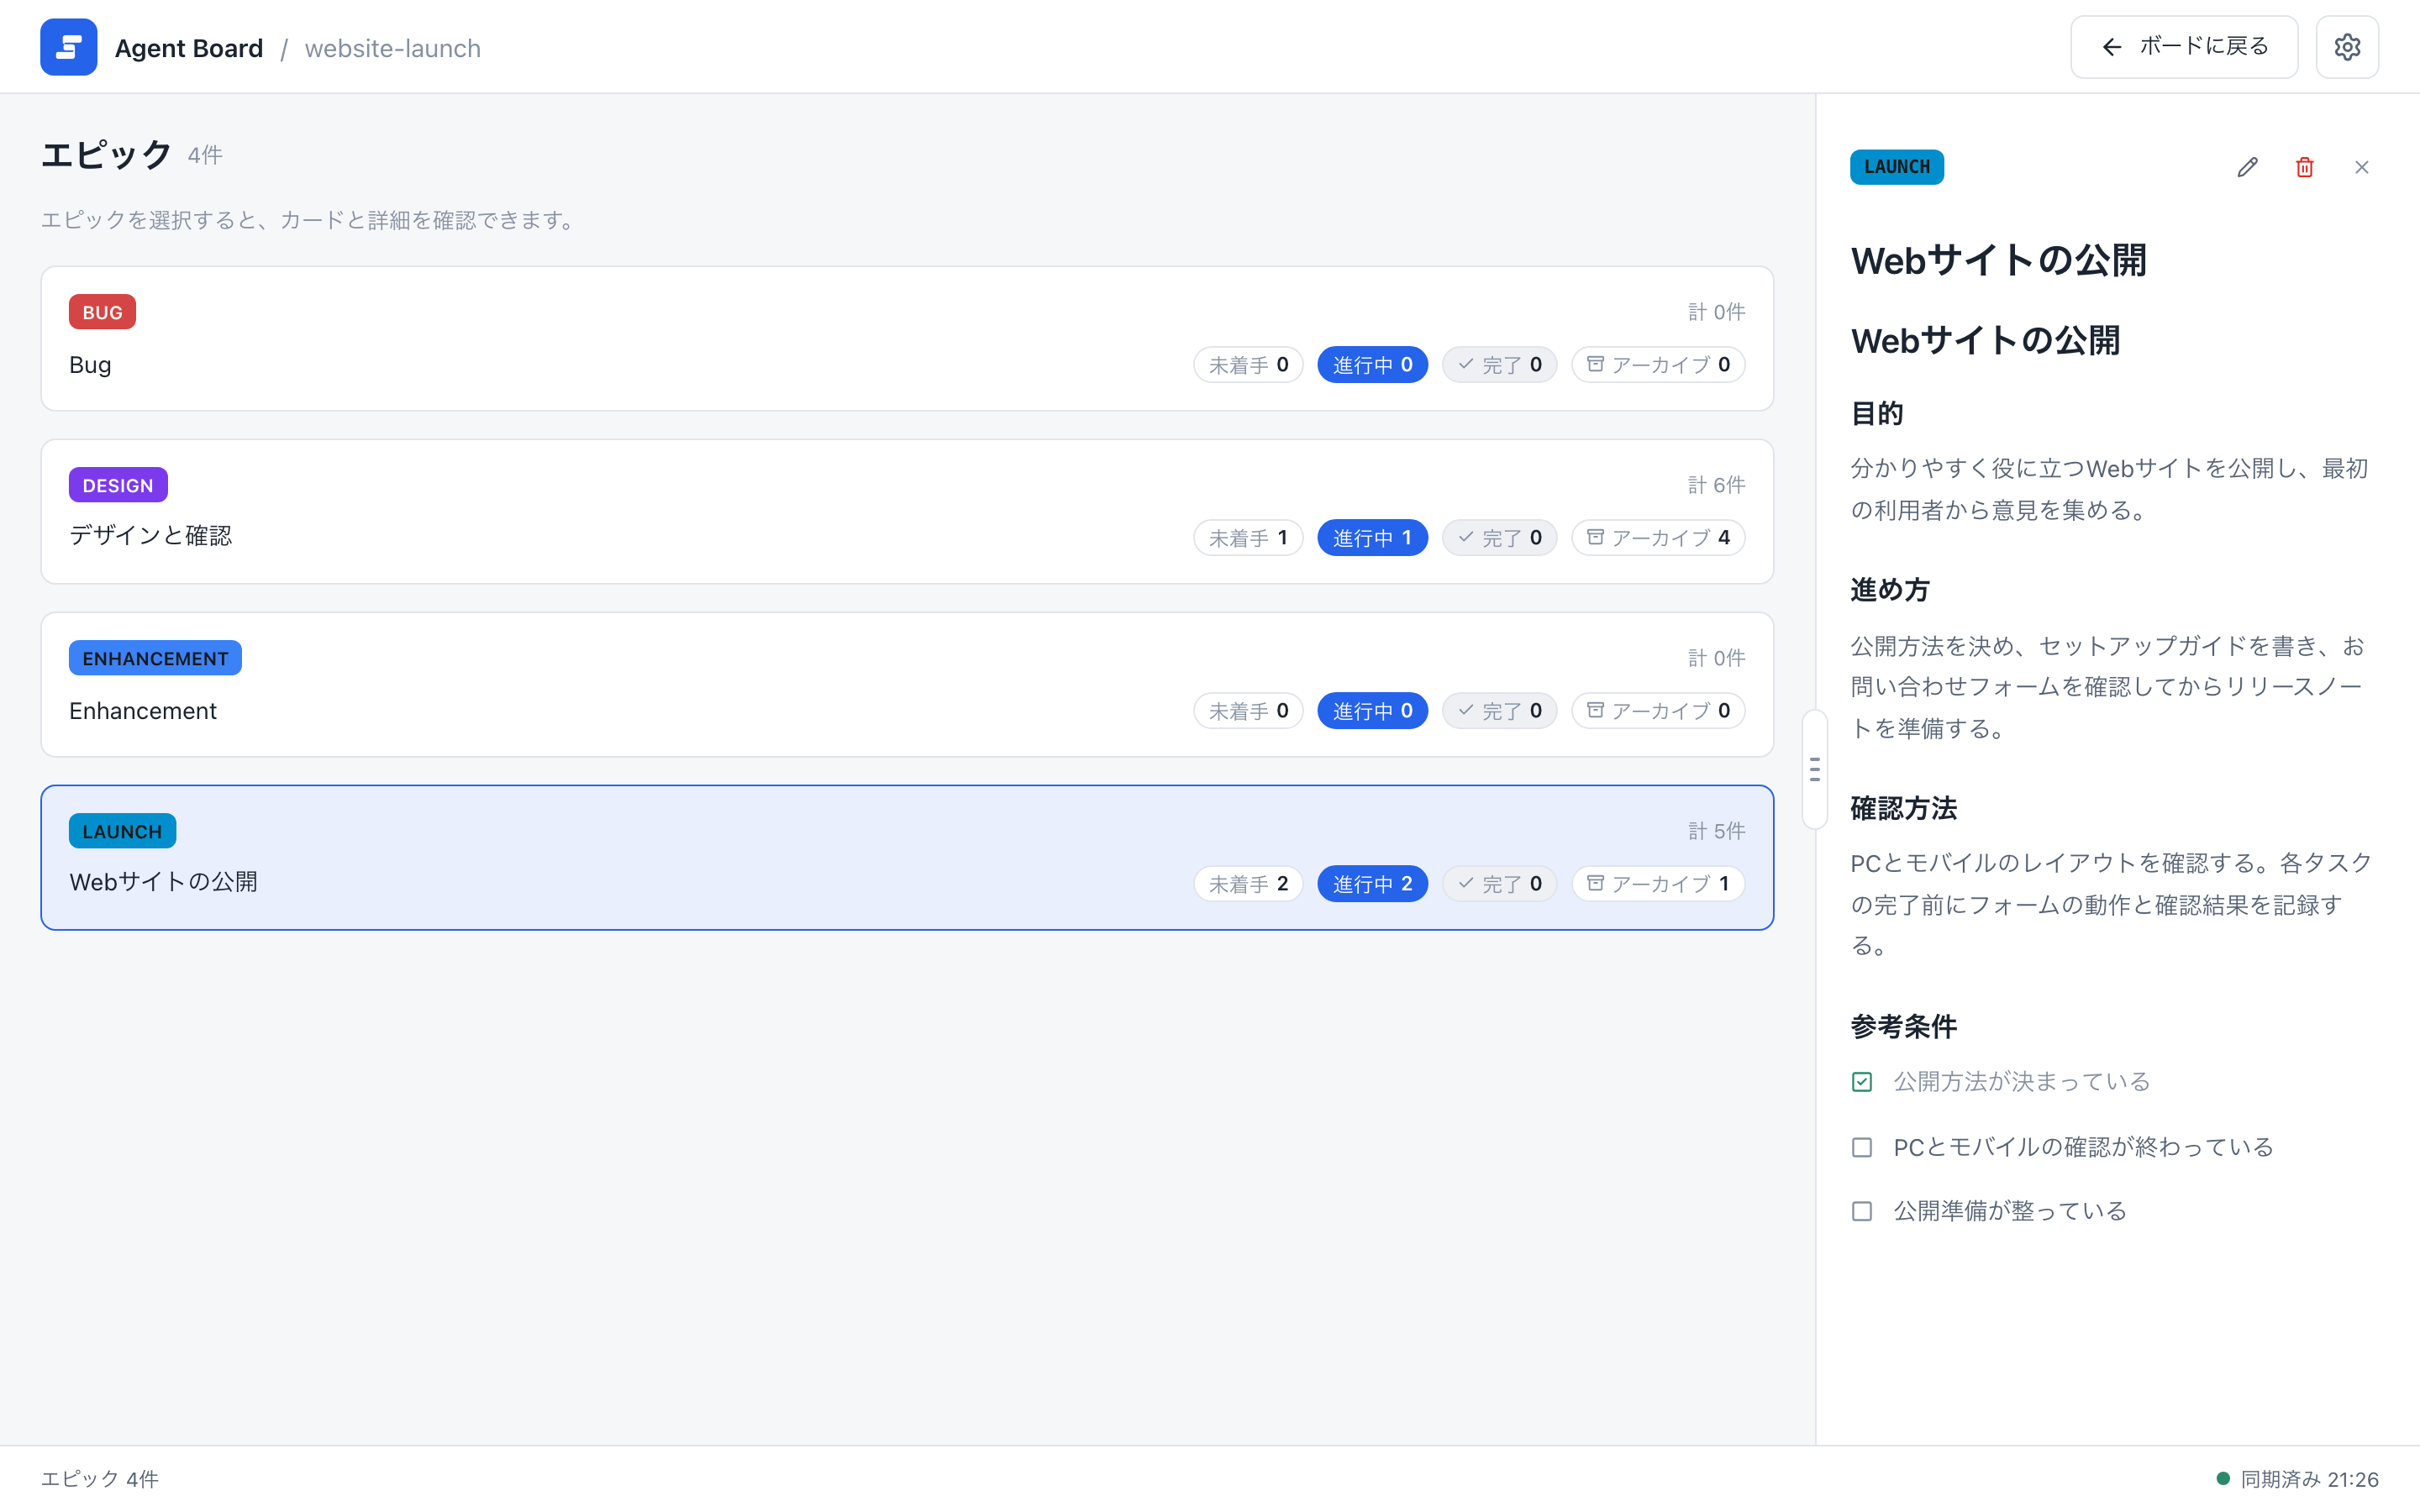 Agent Board / website-launch
ボードに戻る
エピック 4件
エピックを選択すると、カードと詳細を確認できます。
BUG
計 0件
Bug
未着手 0
進行中 0
完了 0
アーカイブ 0
DESIGN
計 6件
デザインと確認
未着手 1
進行中 1
完了 0
アーカイブ 4
ENHANCEMENT
計 0件
Enhancement
未着手 0
進行中 0
完了 0
アーカイブ 0
LAUNCH
計 5件
Webサイトの公開
未着手 2
進行中 2
完了 0
アーカイブ 1
LAUNCH
Webサイトの公開
Webサイトの公開
目的
分かりやすく役に立つWebサイトを公開し、最初
の利用者から意見を集める。
進め方
公開方法を決め、セットアップガイドを書き、お
問い合わせフォームを確認してからリリースノー
トを準備する。
確認方法
PCとモバイルのレイアウトを確認する。各タスク
の完了前にフォームの動作と確認結果を記録す
る。
参考条件
公開方法が決まっている
PCとモバイルの確認が終わっている
公開準備が整っている
エピック 4件
同期済み 21:26